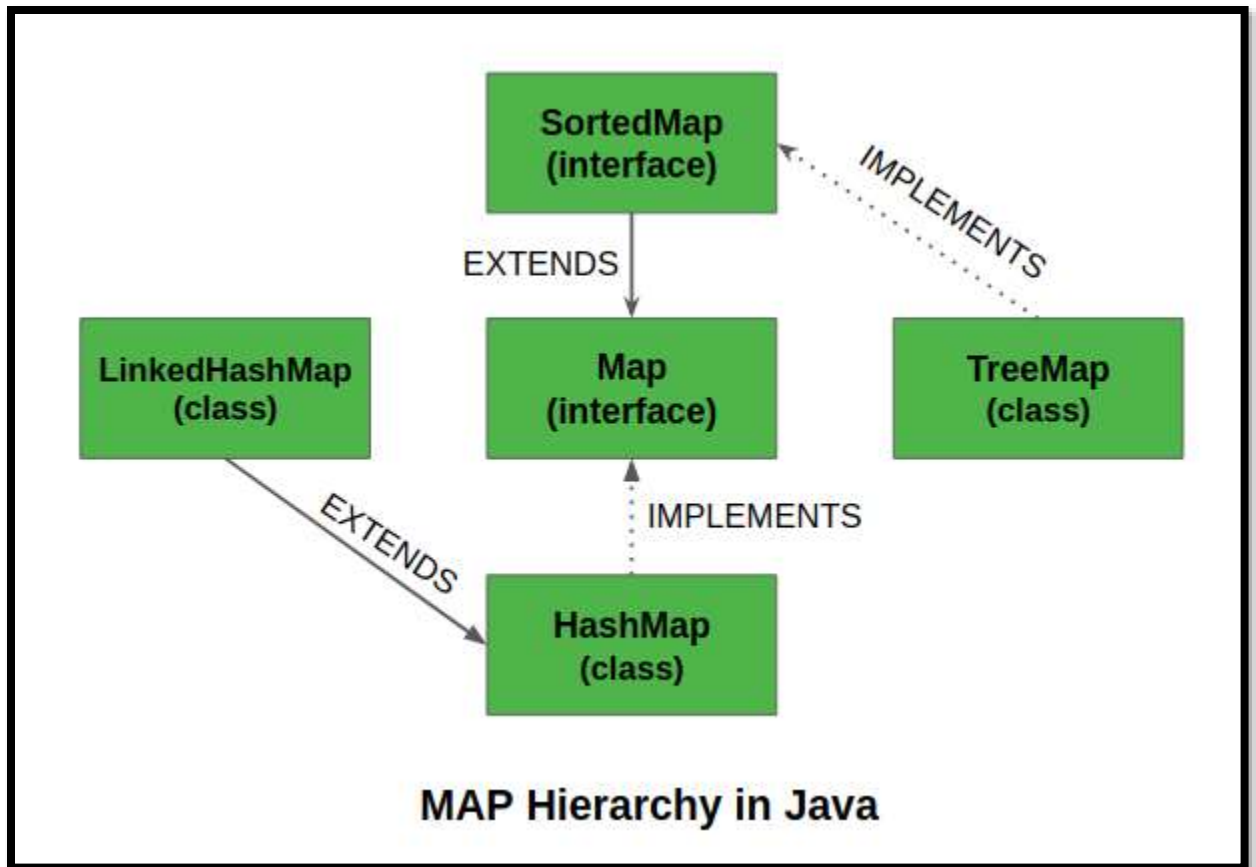 SortedMap
(interface)
IMPLEMENTS
EXTENDS
LinkedHashMap
(class)
Map
(interface)
TreeMap
(class)
EXTENDS
IMPLEMENTS
HashMap
(class)
MAP Hierarchy in Java